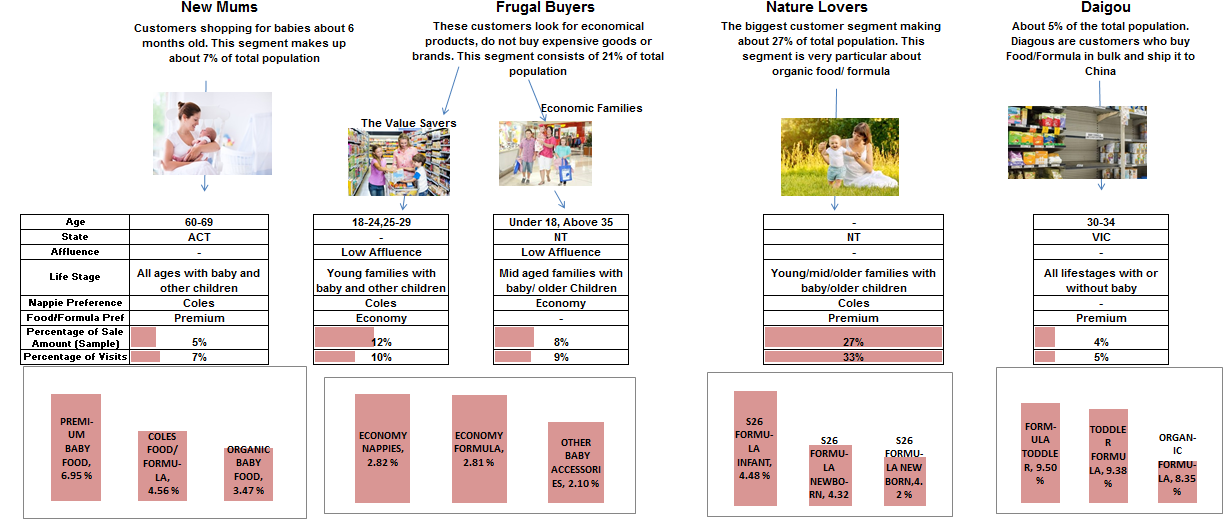 New Mums
Customers shopping for babies about 6
months old. This segment makes up
about 7% of total population
Frugal Buyers
These customers look for economical
products, do not buy expensive goods or
brands. This segment consists of 21% of total
population
The Value Savers
Economic Families
Nature Lovers
The biggest customer segment making
about 27% of total population. This
segment is very particular about
organic food/ formula
Daigou
About 5% of the total population.
Diagous are customers who buy
Food/Formula in bulk and ship it to
China
Age 60-69 18-24,25-29 Under 18, Above 35 - 30-34
State ACT - NT NT VIC
Affluence - Low Affluence Low Affluence - -
Life Stage
All ages with baby and
other children
Young families with
baby and other children
Mid aged families with
baby/ older Children
Young/mid/older families with
baby/older children
All lifestages with or
without baby
Nappie Preference Coles Coles Economy Coles -
Food/Formula Pref Premium Economy - Premium Premium
Percentage of Sale
Amount (Sample) 5% 12% 8% 27% 4%
Percentage of Visits 7% 10% 9% 33% 5%
PREMI-
UM
BABY
FOOD,
6.95 %
COLES
FOOD/
FORMU-
LA,
4.56 %
ORGANIC
BABY
FOOD,
3.47 %
ECONOMY
NAPPIES,
2.82 %
ECONOMY
FORMULA,
2.81 %
OTHER
BABY
ACCESSORI
ES, 2.10 %
S26
FORMU-
LA
INFANT,
4.48 %
S26
FORMU-
LA
NEWBO-
RN, 4.32
S26
FORMU-
LA NEW
BORN,4.
2 %
FORM-
ULA
TODDLE
R, 9.50
%
TODDLE
R
FORMU
LA, 9.38
%
ORGAN-
IC
FORMU-
LA, 8.35
%